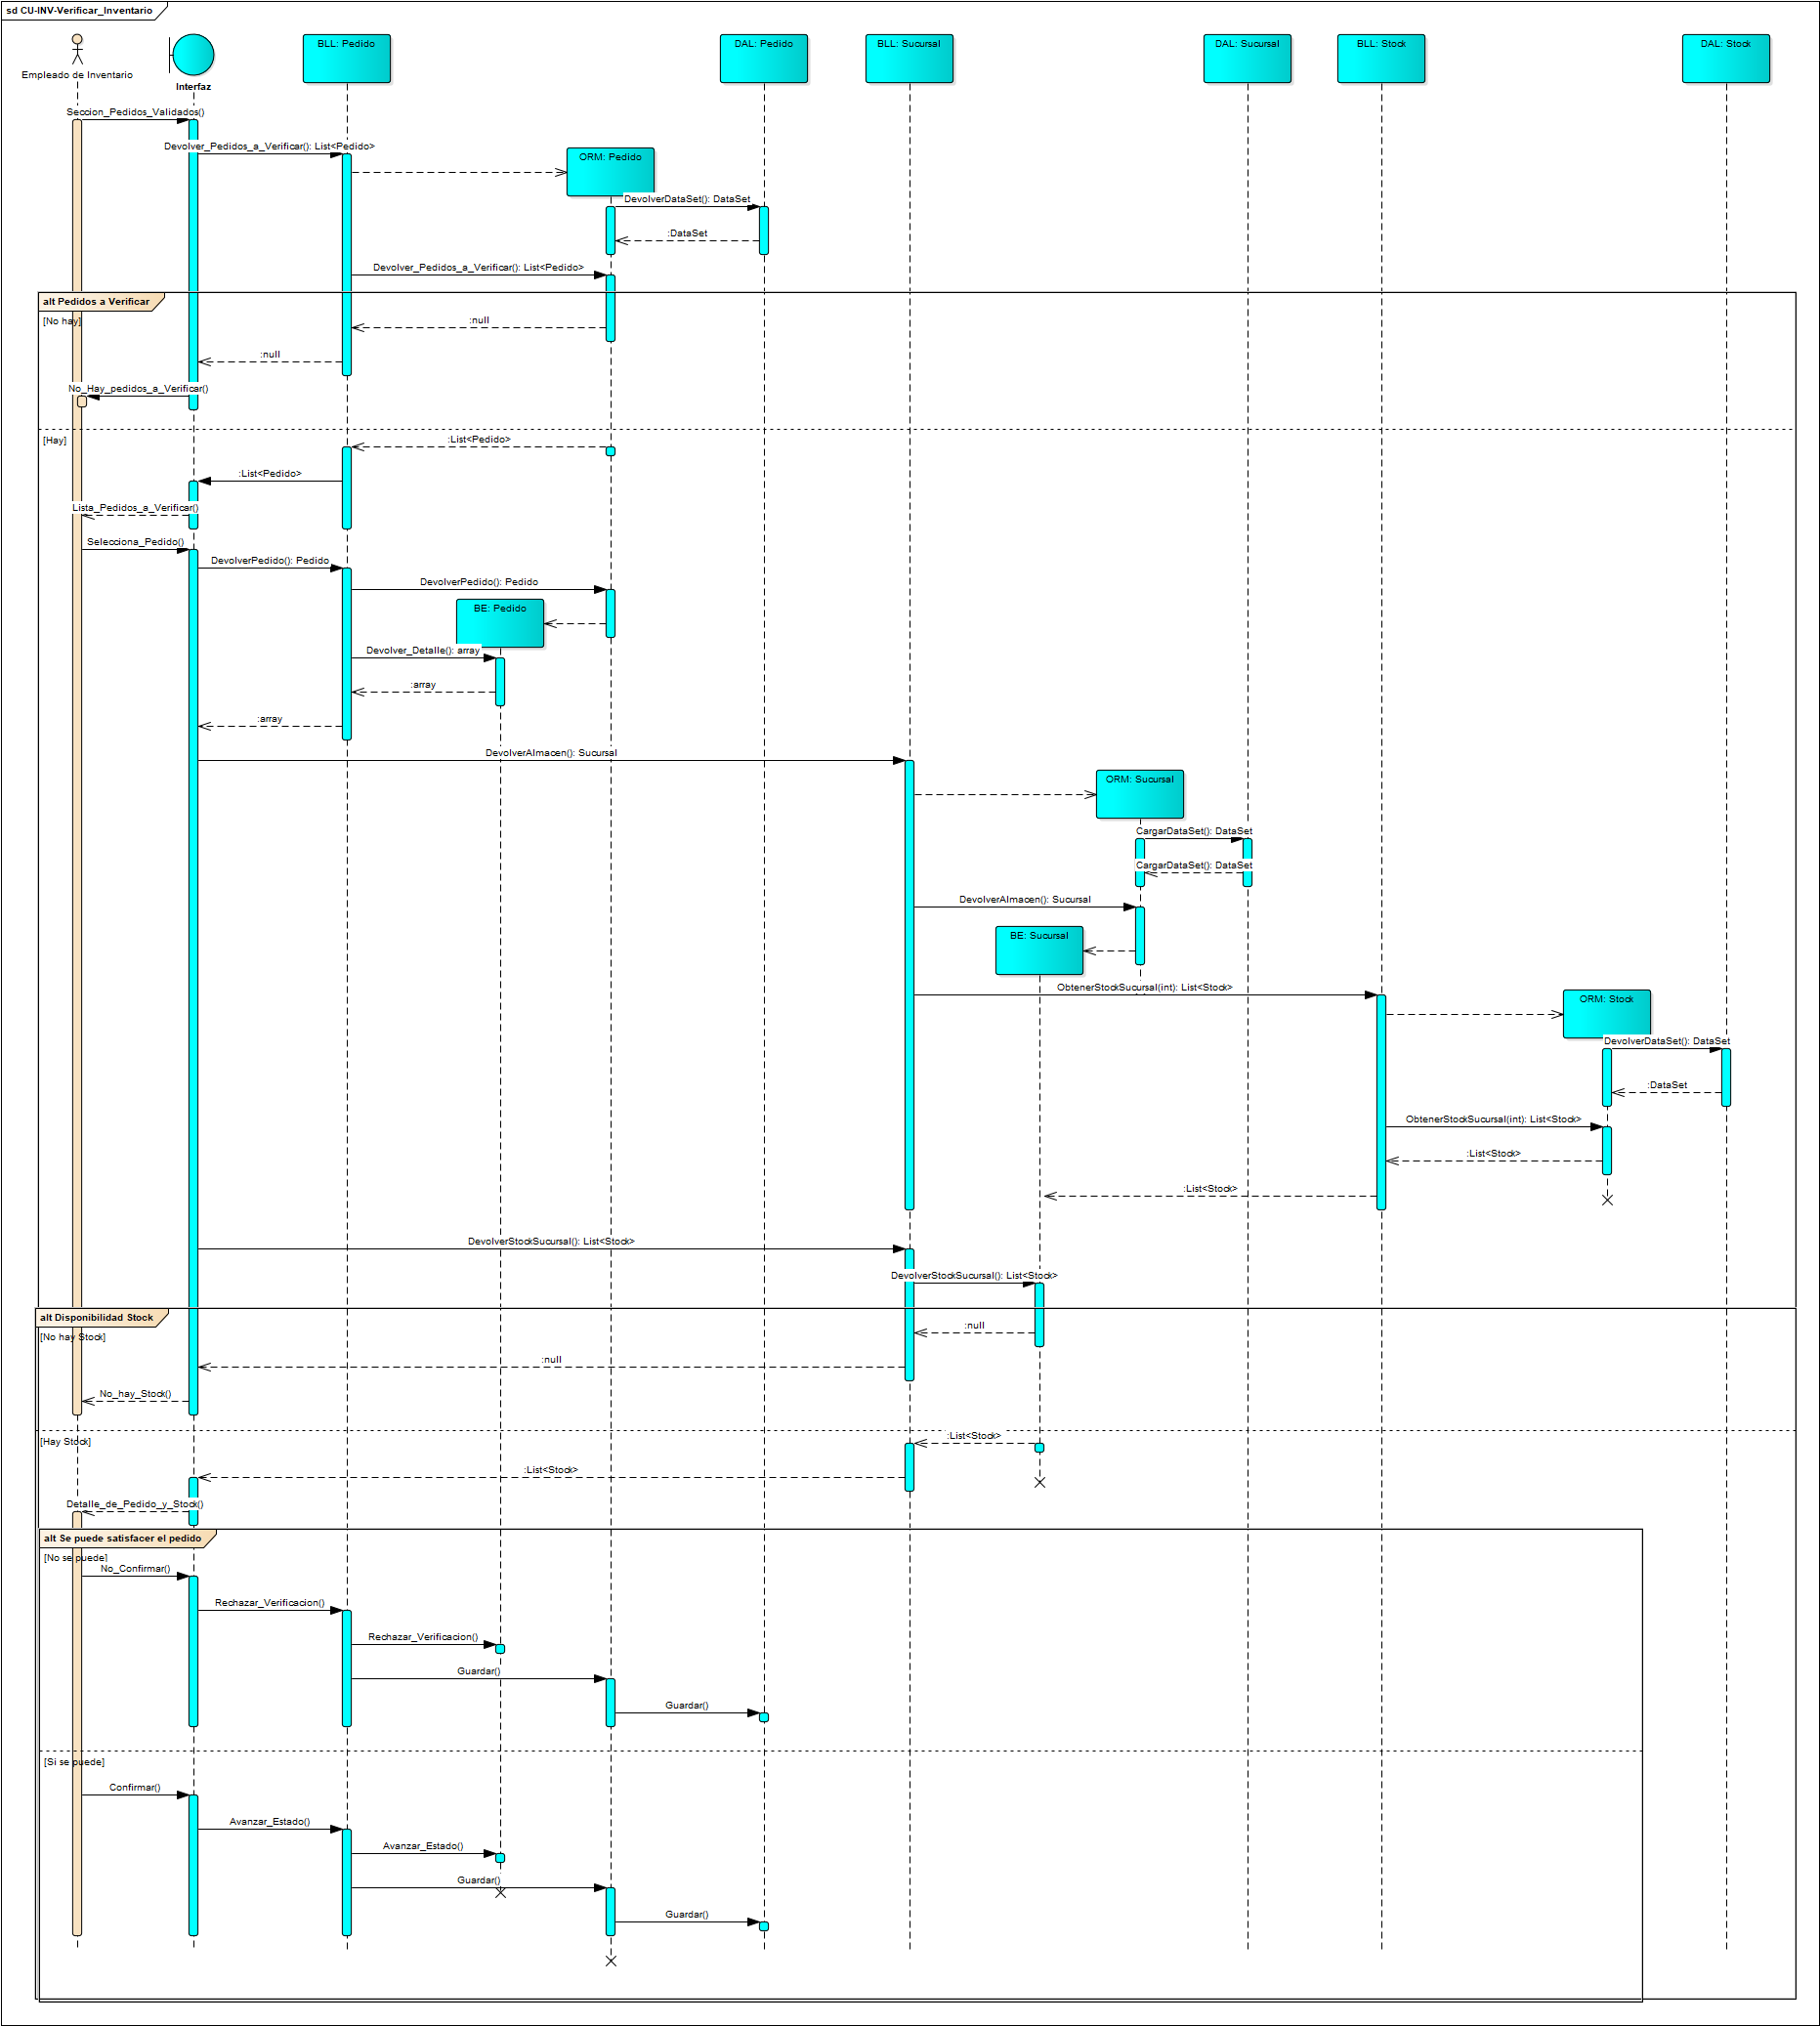 sd CU-INV-Verificar_Inventario
Empleado de Inventario
Interfaz
BLL: Pedido
DAL: Pedido
BLL: Sucursal
DAL: Sucursal
BLL: Stock
DAL: Stock
Seccion_Pedidos_Validados()
Devolver_Pedidos_a_Verificar(): List<Pedido>
ORM: Pedido
DevolverDataSet(): DataSet
:DataSet
Devolver_Pedidos_a_Verificar(): List<Pedido>
alt Pedidos a Verificar
[No hay]
:null
:null
No_Hay_pedidos_a_Verificar()
[Hay]
:List<Pedido>
:List<Pedido>
Lista_Pedidos_a_Verificar()
Selecciona_Pedido()
DevolverPedido(): Pedido
DevolverPedido(): Pedido
BE: Pedido
Devolver_Detalle(): array
:array
:array
DevolverAlmacen(): Sucursal
ORM: Sucursal
CargarDataSet(): DataSet
CargarDataSet(): DataSet
DevolverAlmacen(): Sucursal
BE: Sucursal
ObtenerStockSucursal(int): List<Stock>
ORM: Stock
DevolverDataSet(): DataSet
:DataSet
ObtenerStockSucursal(int): List<Stock>
:List<Stock>
:List<Stock>
DevolverStockSucursal(): List<Stock>
DevolverStockSucursal(): List<Stock>
alt Disponibilidad Stock
[No hay Stock]
:null
:null
No_hay_Stock()
[Hay Stock]
:List<Stock>
:List<Stock>
Detalle_de_Pedido_y_Stock()
alt Se puede satisfacer el pedido
[No se puede]
No_Confirmar()
Rechazar_Verificacion()
Rechazar_Verificacion()
Guardar()
Guardar()
[Si se puede]
Confirmar()
Avanzar_Estado()
Avanzar_Estado()
Guardar()
Guardar()